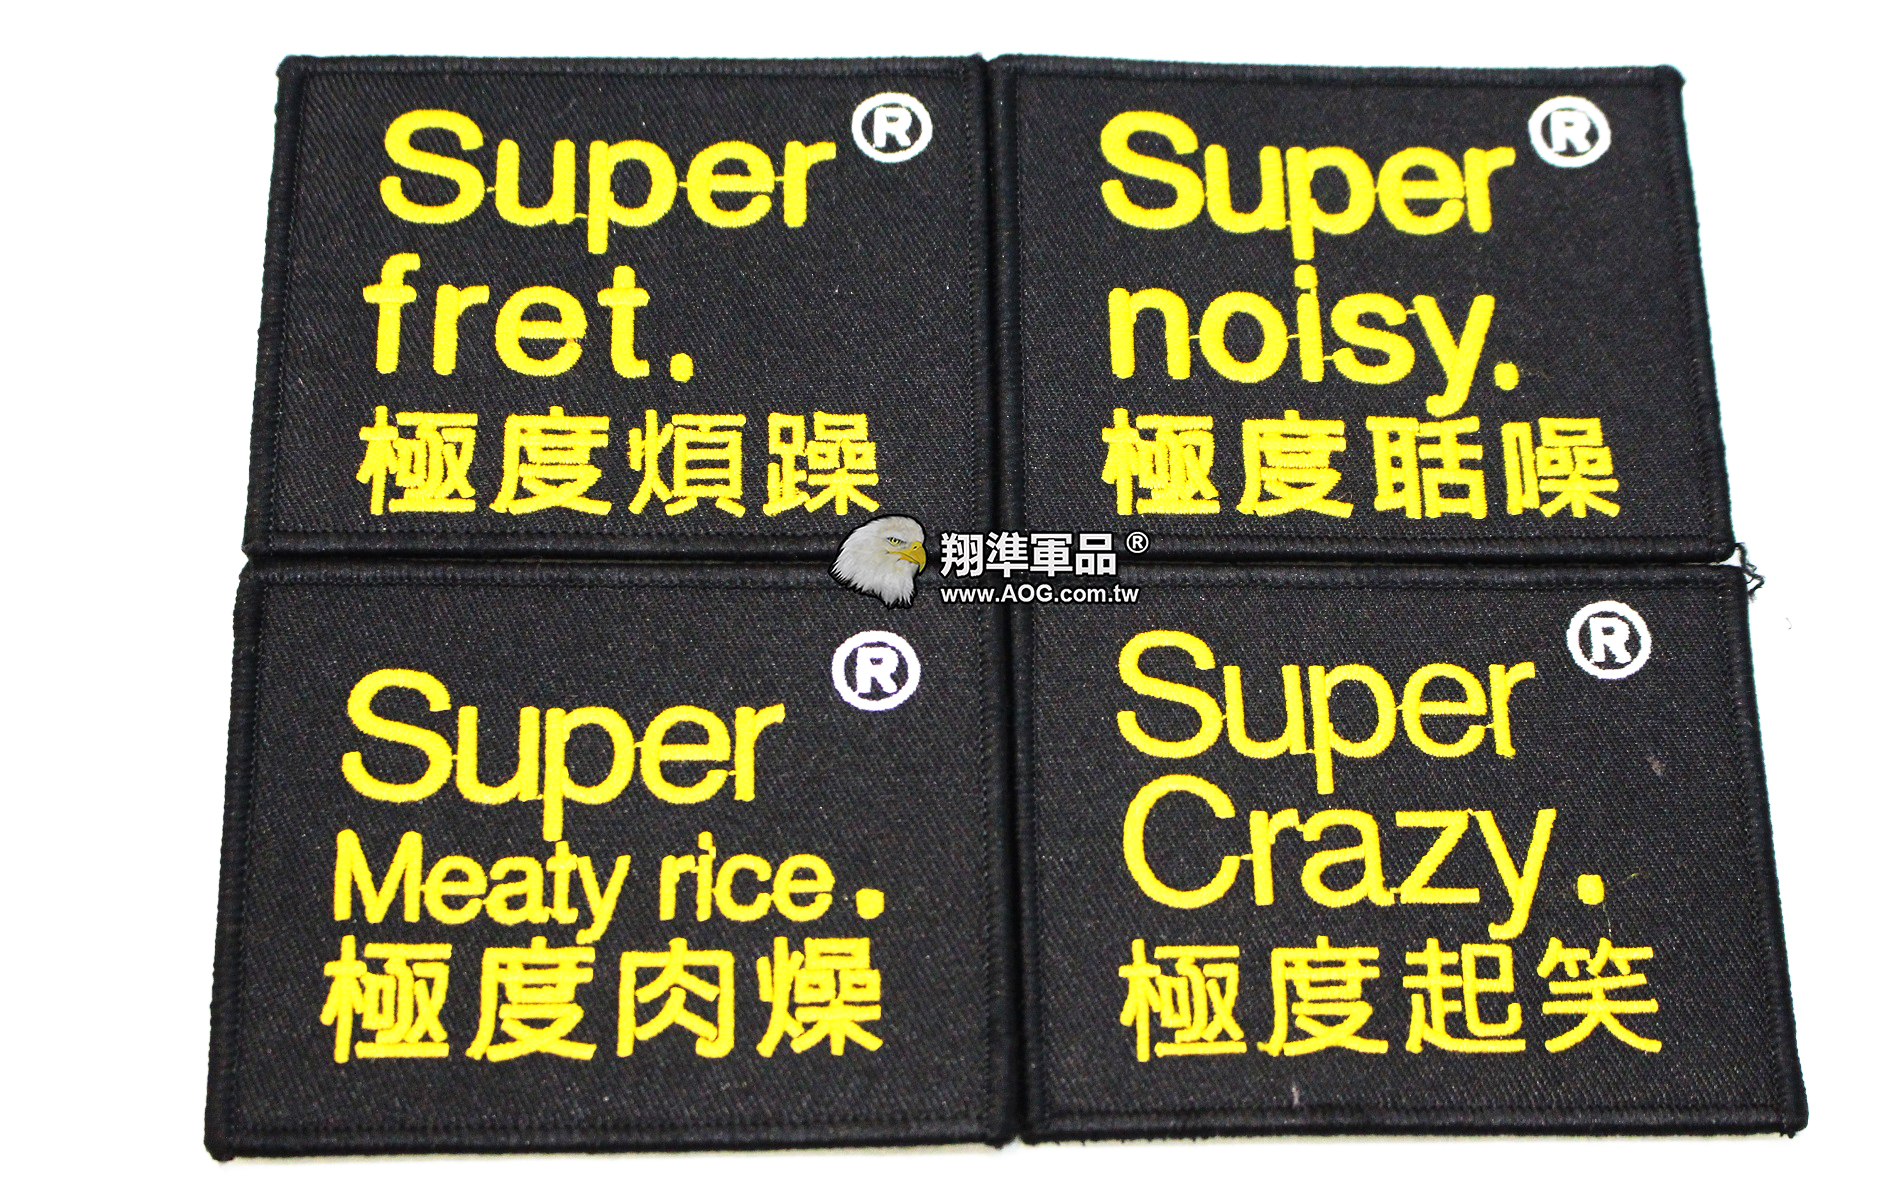 Super ®
fret.
極度煩躁
Super ®
noisy.
極度聒噪
翔準軍品 ®
www.AOG.com.tw
Super ®
Meaty rice.
極度肉燥
Super ®
Crazy.
極度起笑